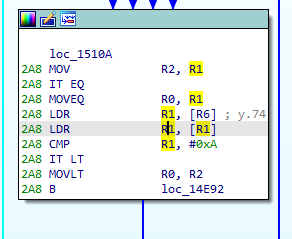 loc_1510A
2A8 MOV R2, R1
2A8 IT EQ
2A8 MOVEQ R0, R1
2A8 LDR R1, [R6] ; y.74
2A8 LDR R1, [R1]
2A8 CMP R1, #0xA
2A8 IT LT
2A8 MOVLT R0, R2
2A8 B loc_14E92